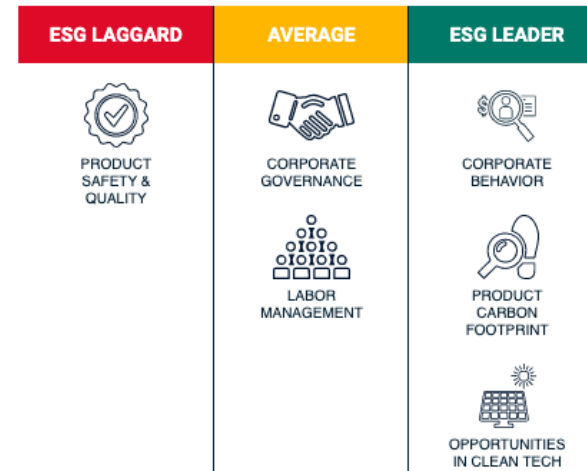 ESG LAGGARD
AVERAGE
ESG LEADER
PRODUCT
SAFETY &
QUALITY
CORPORATE
GOVERNANCE
CORPORATE
BEHAVIOR
LABOR
MANAGEMENT
PRODUCT
CARBON
FOOTPRINT
OPPORTUNITIES
IN CLEAN TECH